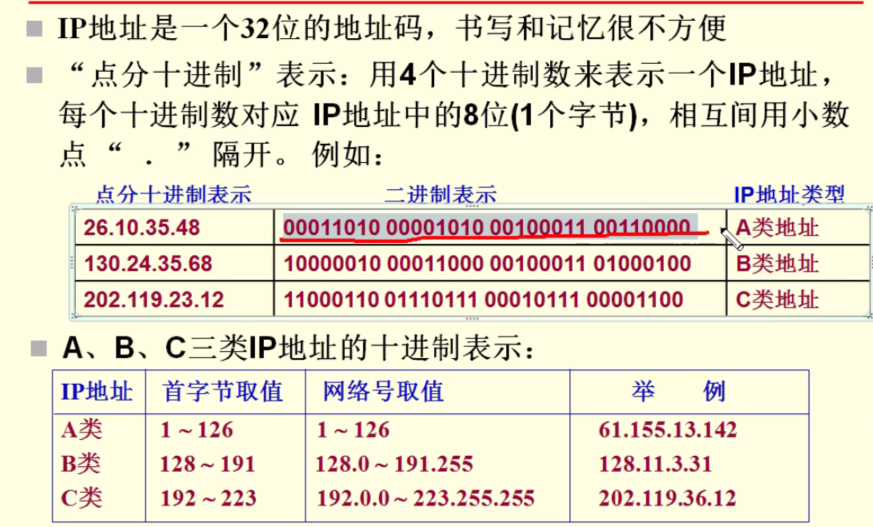 IP地址是一个32位的地址码，书写和记忆很不方便
“点分十进制”表示：用4个十进制数来表示一个IP地址，
每个十进制数对应 IP地址中的8位(1个字节)，相互间用小数
点 “ ． ” 隔开。 例如：
点分十进制表示 二进制表示 IP地址类型
26.10.35.48 00011010 00001010 00100011 00110000 A类地址
130.24.35.68 10000010 00011000 00100011 01000100 B类地址
202.119.23.12 11000110 01110111 00010111 00001100 C类地址
A、B、C三类IP地址的十进制表示：
IP地址 首字节取值 网络号取值 举 例
A类 1 ~ 126 1 ~ 126 61.155.13.142
B类 128 ~ 191 128.0 ~ 191.255 128.11.3.31
C类 192 ~ 223 192.0.0 ~ 223.255.255 202.119.36.12